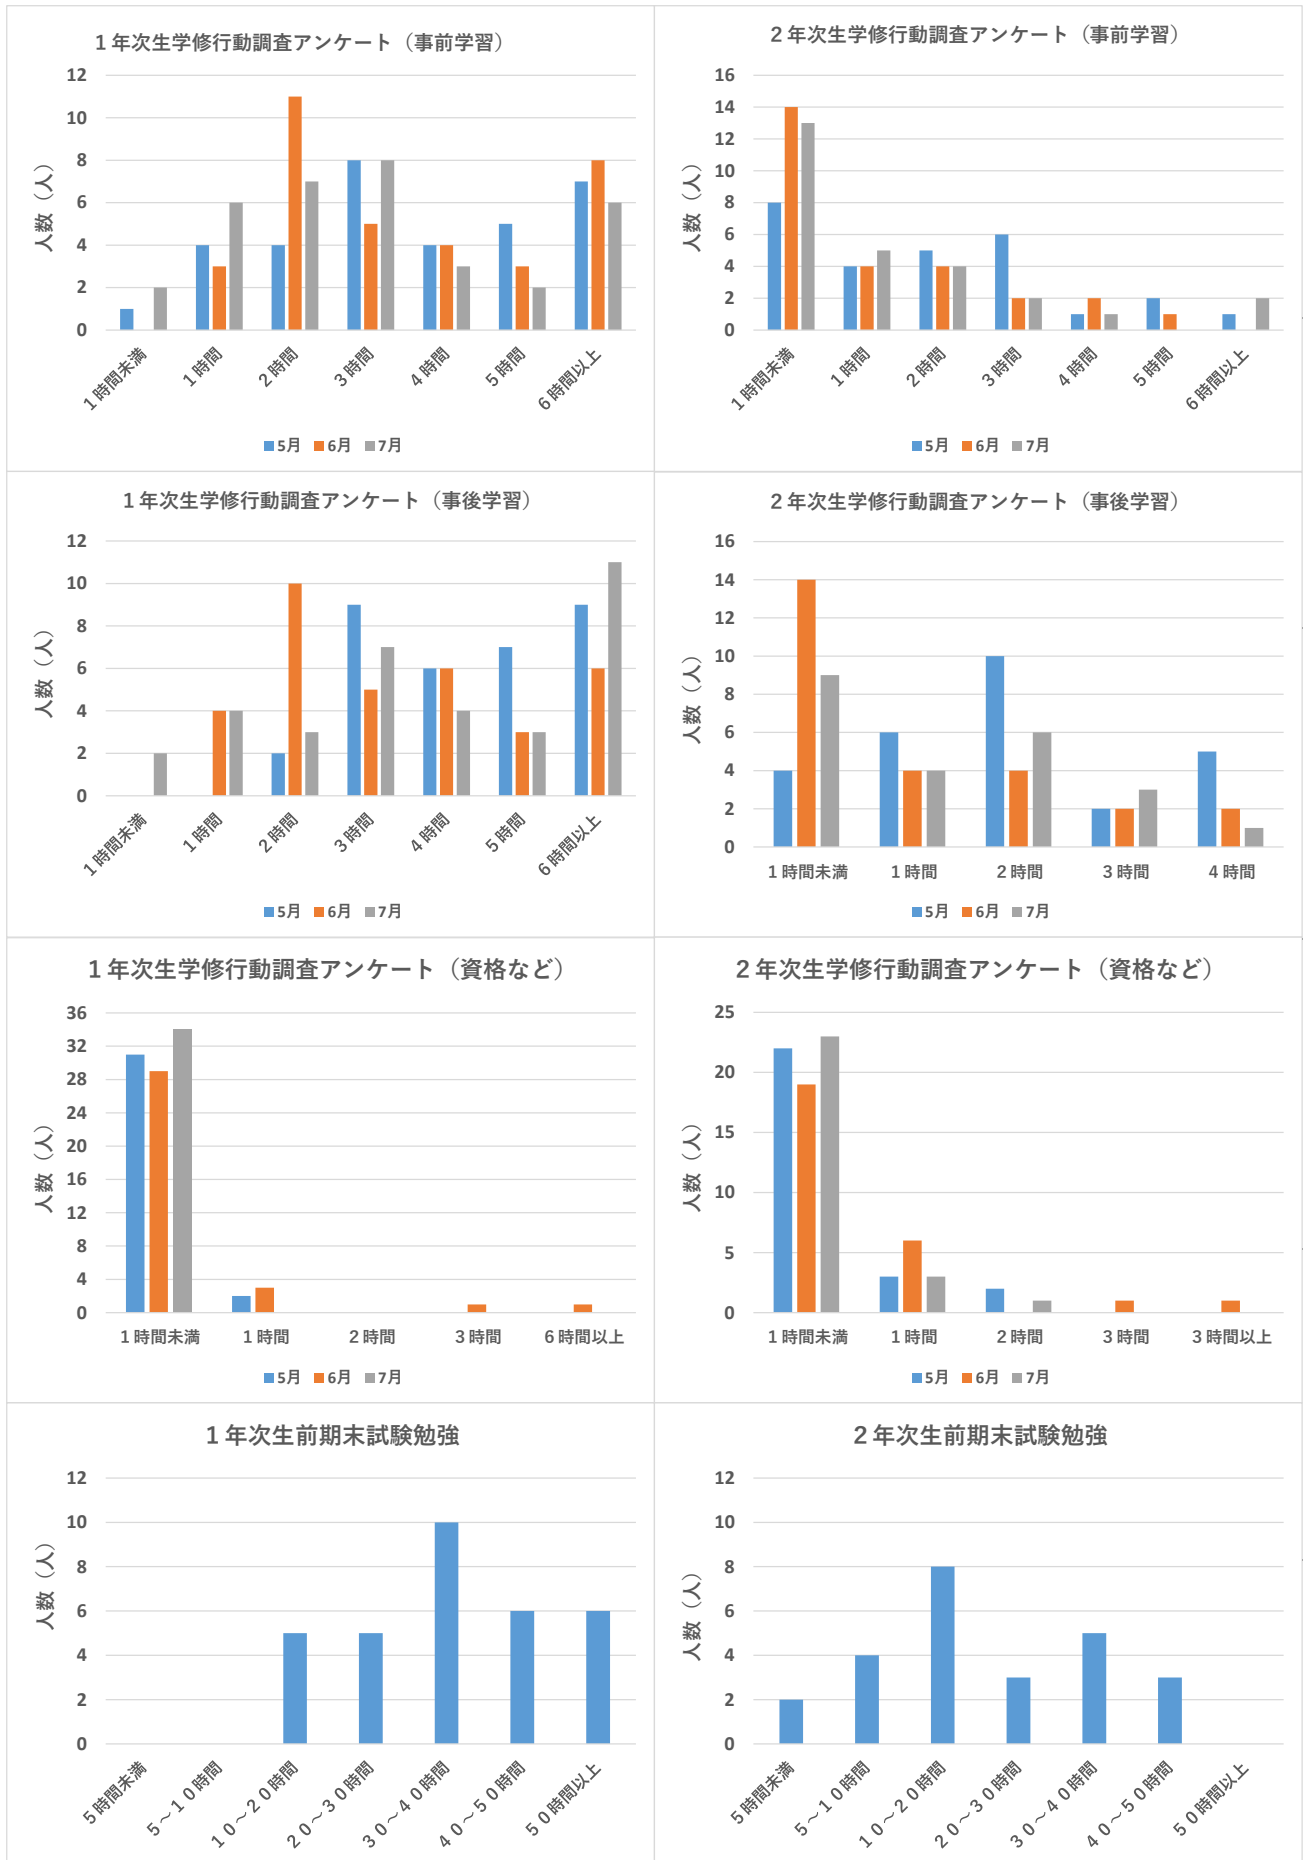 １年次生学修行動調査アンケート（事前学習）
人数（人）
12
10
8
6
4
2
0
１時間未満
１時間
２時間
３時間
４時間
５時間
６時間以上
5月 6月 7月
２年次生学修行動調査アンケート（事前学習）
人数（人）
16
14
12
10
8
6
4
2
0
１時間未満
１時間
２時間
３時間
４時間
５時間
６時間以上
5月 6月 7月
１年次生学修行動調査アンケート（事後学習）
人数（人）
12
10
8
6
4
2
0
１時間未満
１時間
２時間
３時間
４時間
５時間
６時間以上
5月 6月 7月
２年次生学修行動調査アンケート（事後学習）
人数（人）
16
14
12
10
8
6
4
2
0
１時間未満 １時間 ２時間 ３時間 ４時間
5月 6月 7月
１年次生学修行動調査アンケート（資格など）
人数（人）
36
32
28
24
20
16
12
8
4
0
１時間未満 １時間 ２時間 ３時間 ６時間以上
5月 6月 7月
２年次生学修行動調査アンケート（資格など）
人数（人）
25
20
15
10
5
0
１時間未満 １時間 ２時間 ３時間 ３時間以上
5月 6月 7月
１年次生前期末試験勉強
人数（人）
12
10
8
6
4
2
0
５時間未満
５～１０時間
１０～２０時間
２０～３０時間
３０～４０時間
４０～５０時間
５０時間以上
２年次生前期末試験勉強
人数（人）
12
10
8
6
4
2
0
５時間未満
５～１０時間
１０～２０時間
２０～３０時間
３０～４０時間
４０～５０時間
５０時間以上